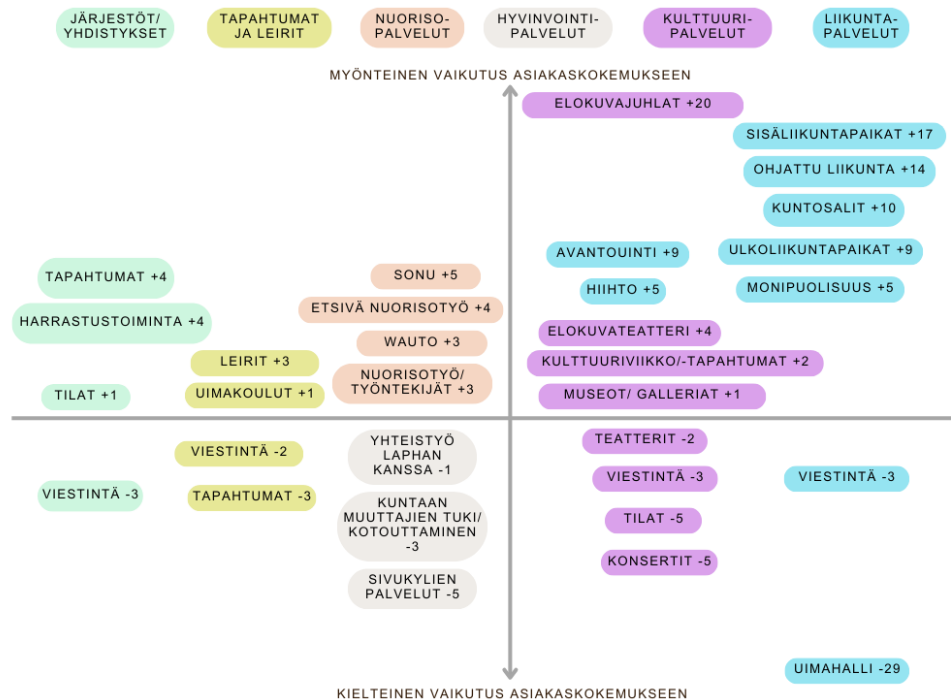 JÄRJESTÖT/
YHDISTYKSET
TAPAHTUMAT
JA LEIRIT
NUORISO-
PALVELUT
HYVINVOINTI-
PALVELUT
KULTTUURI-
PALVELUT
LIIKUNTA-
PALVELUT
MYÖNTEINEN VAIKUTUS ASIAKASKOKEMUKSEEN
ELOKUVAJUHLAT +20
SISÄLIIKUNTAPAIKAT +17
OHJATTU LIIKUNTA +14
KUNTOSALIT +10
AVANTOUINTI +9
ULKOLIIKUNTAPAIKAT +9
TAPAHTUMAT +4
SONU +5
HIIHTO +5
MONIPUOLISUUS +5
HARRASTUSTOIMINTA +4
ETSIVÄ NUORISOTYÖ +4
ELOKUVATEATTERI +4
WAUTO +3
LEIRIT +3
KULTTUURIVIIKKO/-TAPAHTUMAT +2
NUORISOTYÖ/
TYÖNTEKIJÄT +3
TILAT +1
UIMAKOULUT +1
MUSEOT/ GALLERIAT +1
VIESTINTÄ -2
YHTEISTYÖ
LAPHAN
KANSSA -1
TEATTERIT -2
VIESTINTÄ -3
TAPAHTUMAT -3
VIESTINTÄ -3
VIESTINTÄ -3
KUNTAAN
MUUTTAJIEN TUKI/
KOTOUTTAMINEN
-3
TILAT -5
KONSERTIT -5
SIVUKYLIEN
PALVELUT -5
UIMAHALLI -29
KIELTEINEN VAIKUTUS ASIAKASKOKEMUKSEEN